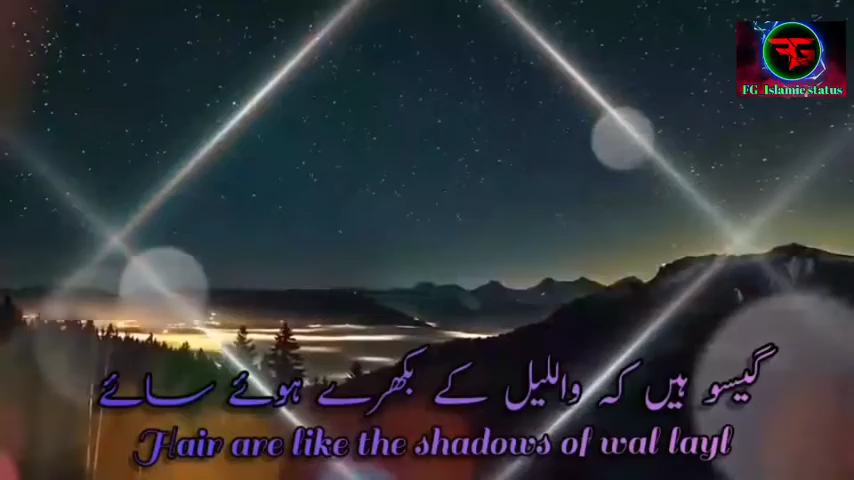 FG Islamic status
گیسو ہیں کہ واللیل کے بکھرے ہوئے سائے
Hair are like the shadows of wal layl